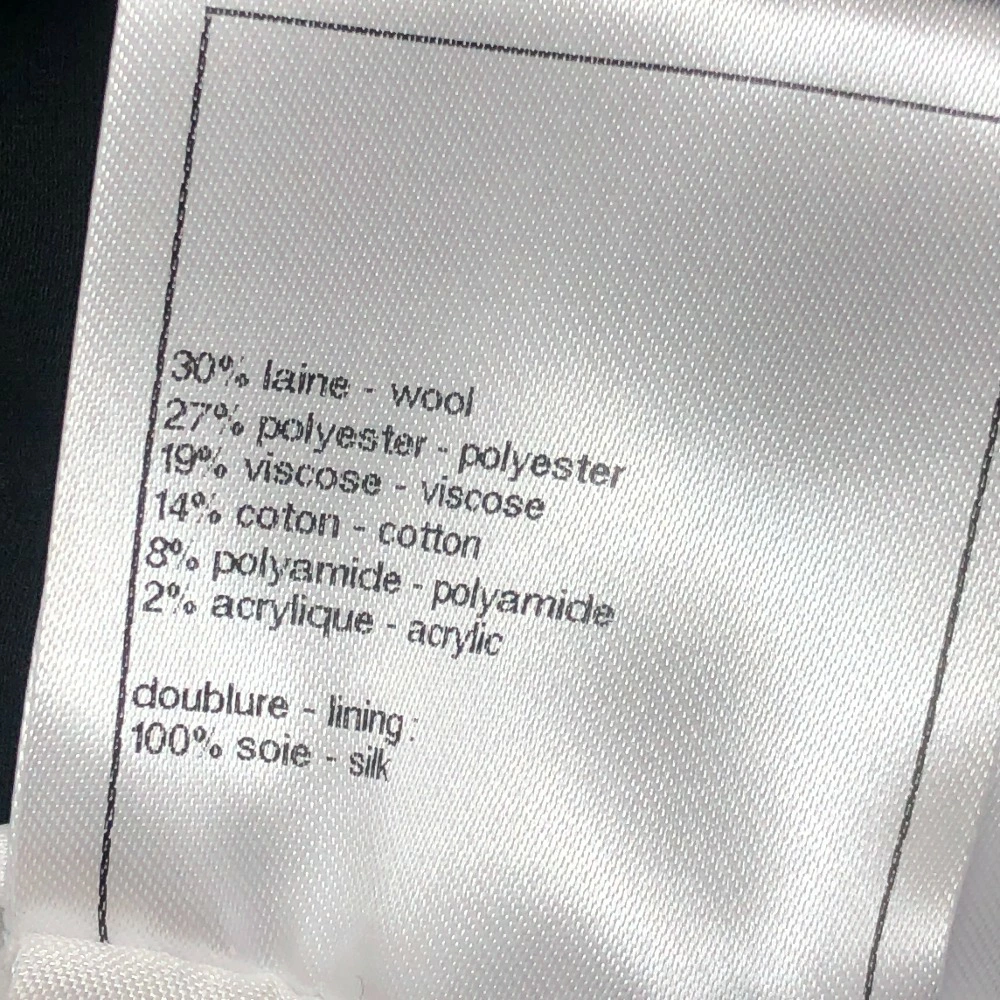 30% laine - wool
27% polyester - polyester
19% viscose - viscose
14% coton - cotton
8% polyamide - polyamide
2% acrylique - acrylic
doublure - lining:
100% soie - silk